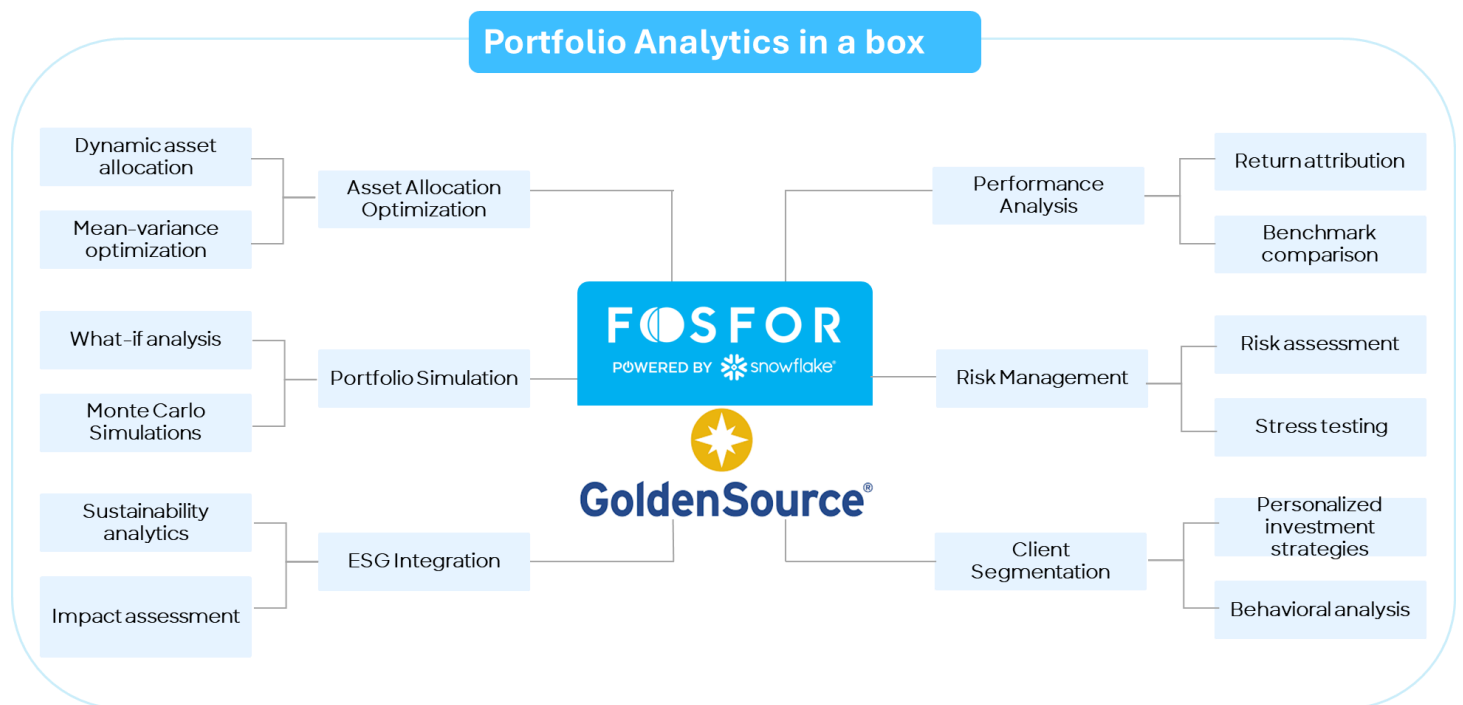 Portfolio Analytics in a box
Dynamic asset
allocation
Mean-variance
optimization
Asset Allocation
Optimization
What-if analysis
Monte Carlo
Simulations
Portfolio Simulation
Sustainability
analytics
Impact assessment
ESG Integration
FOSFOR
POWERED BY snowflake®
GoldenSource®
Performance
Analysis
Return attribution
Benchmark
comparison
Risk Management
Risk assessment
Stress testing
Client
Segmentation
Personalized
investment
strategies
Behavioral analysis